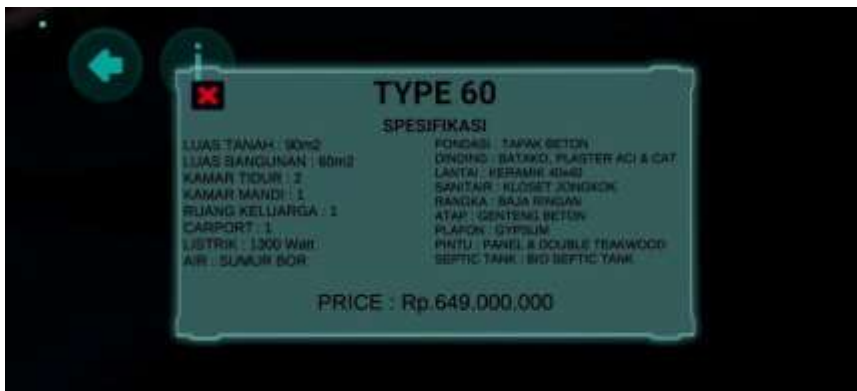 i
TYPE 60
SPESIFIKASI
LUAS TANAH : 90m2
LUAS BANGUNAN : 60m2
KAMAR TIDUR : 2
KAMAR MANDI : 1
RUANG KELUARGA : 1
CARPORT : 1
LISTRIK : 1300 Watt
AIR : SUMUR BOR
FONDASI : TAPAK BETON
DINDING : BATAKO, PLASTER ACI & CAT
LANTAI : KERAMIK 40x40
SANITAIR : KLOSET JONGKOK
RANGKA : BAJA RINGAN
ATAP : GENTENG BETON
PLAFON : GYPSUM
PINTU : PANEL & DOUBLE TEAKWOOD
SEPTIC TANK : BIO SEPTIC TANK
PRICE : Rp.649.000.000